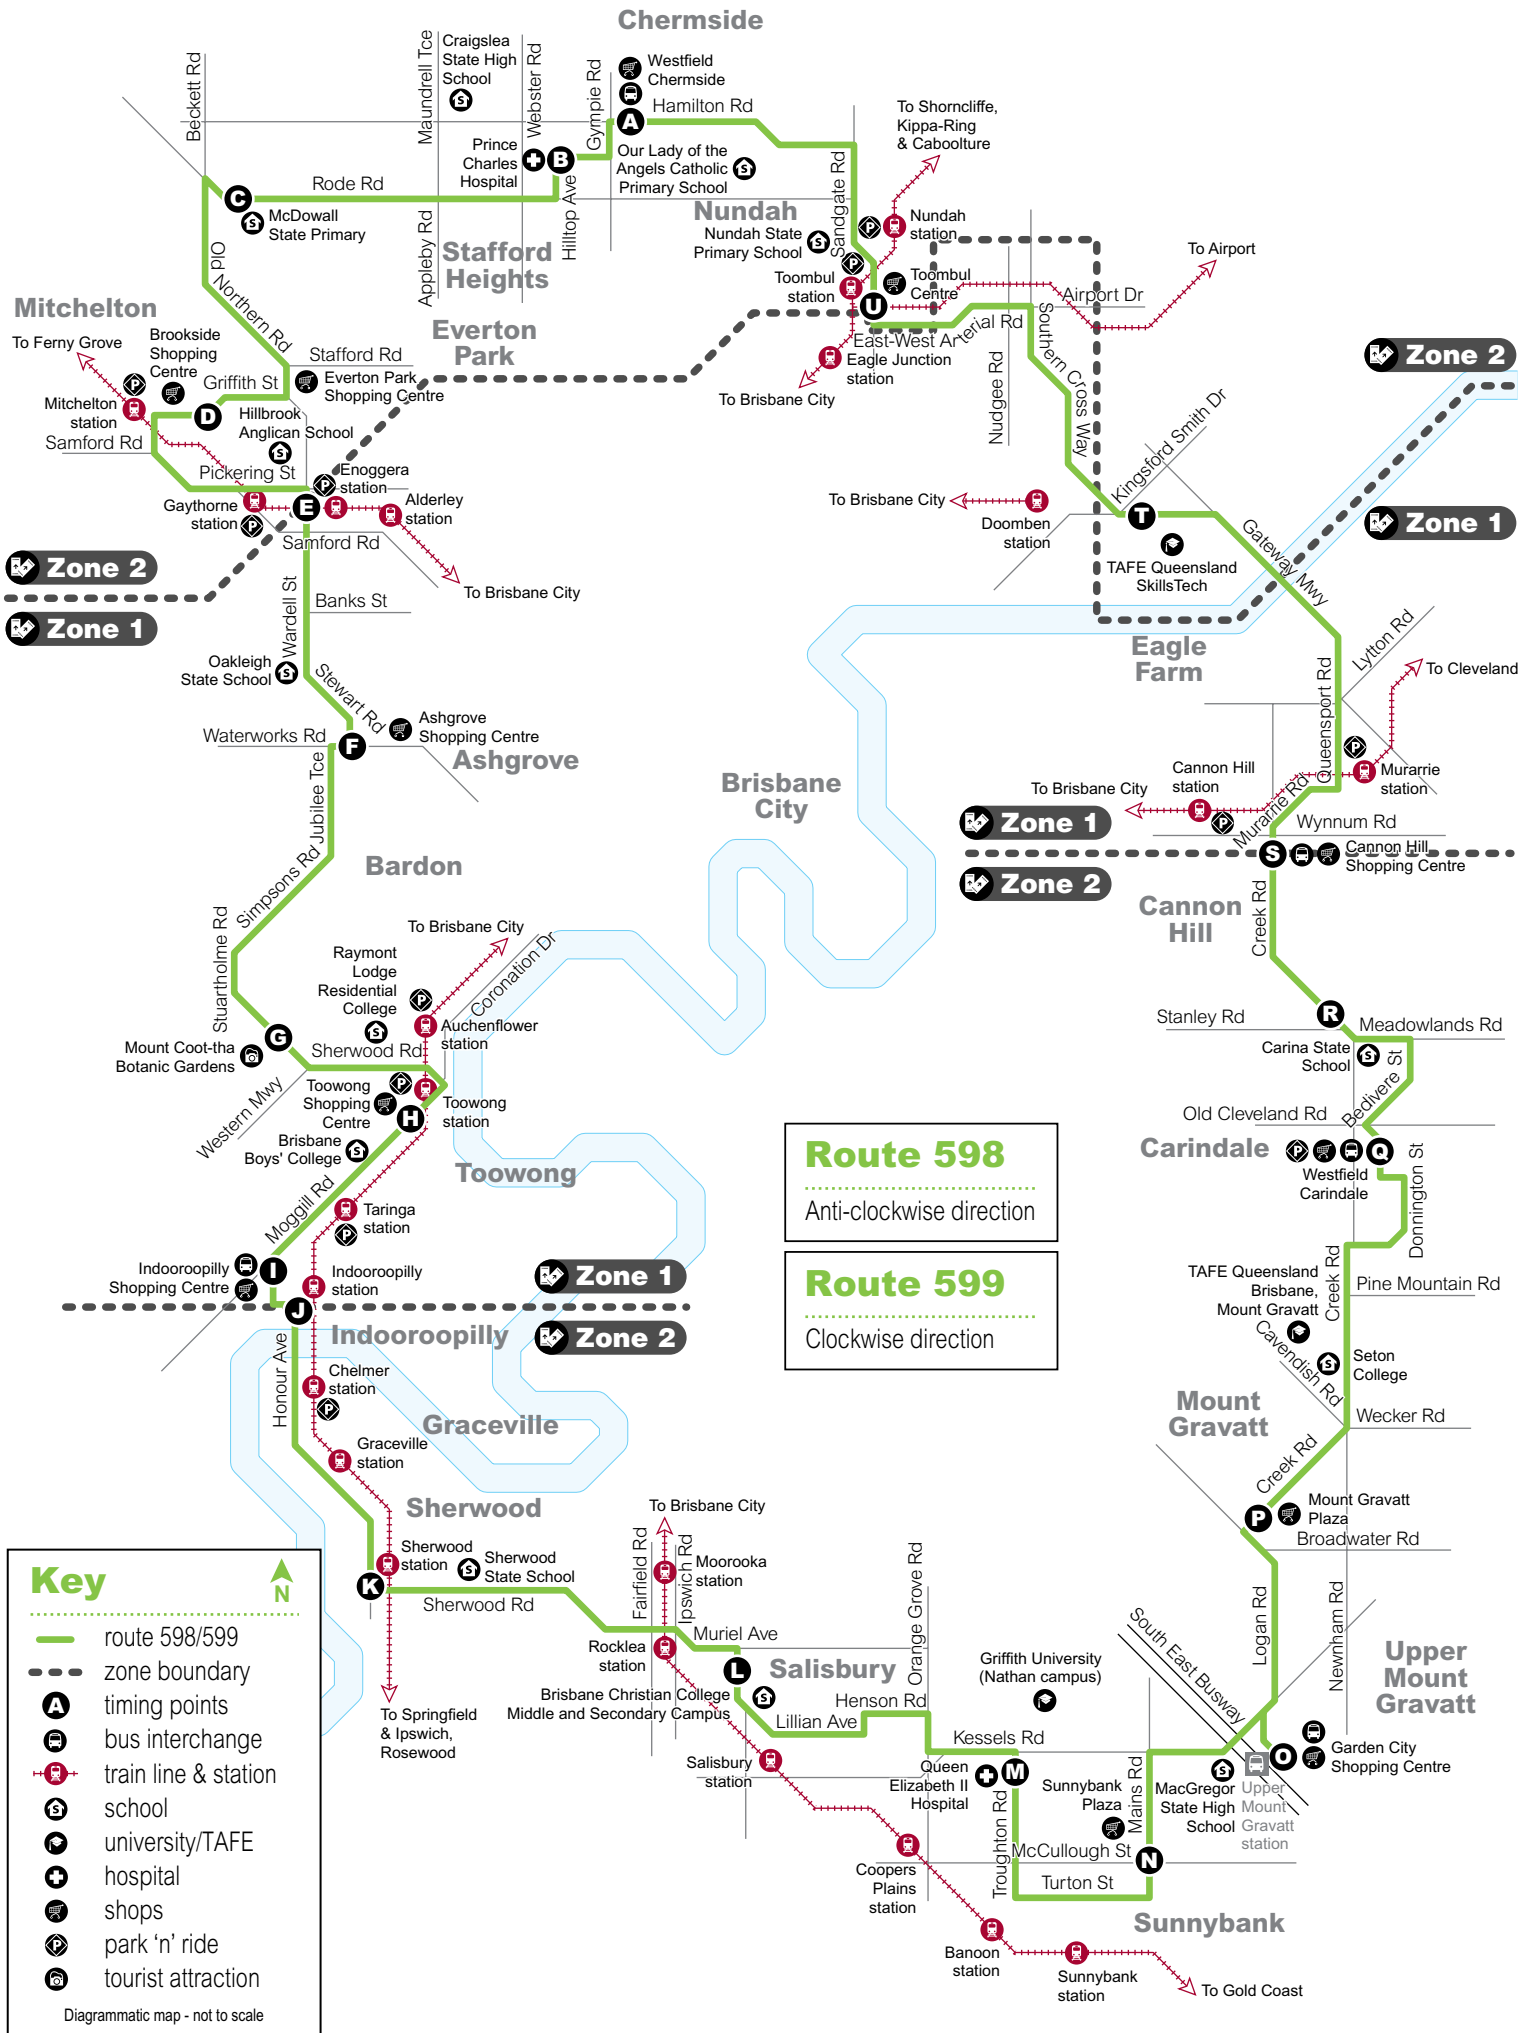 Chermside
Beckett Rd
Maundrell Tce
Craigslea
State High
School
Webster Rd
Gympie Rd
Westfield
Chermside
A
Hamilton Rd
To Shorncliffe,
Kippa-Ring
& Caboolture
Prince
Charles
Hospital
B
Our Lady of the
Angels Catholic
Primary School
Sandgate Rd
Rode Rd
C
McDowall
State Primary
Appleby Rd
Hilltop Ave
Stafford
Heights
Nundah
Nundah State
Primary School
Nundah
station
To Airport
Old
Northern Rd
Toombul
station
Toombul
Centre
U
Airport Dr
Mitchelton
Everton
Park
To Ferny Grove
Brookside
Shopping
Centre
Stafford Rd
Griffith St
Everton Park
Shopping Centre
East-West Arterial Rd
Southern Cross Way
Nudgee Rd
Eagle Junction
station
To Brisbane City
Zone 2
Mitchelton
station
D
Hillbrook
Anglican School
Samford Rd
Pickering St
Enoggera
station
Kingsford Smith Dr
Gaythorne
station
E
Alderley
station
Samford Rd
To Brisbane City
Doomben
station
T
Zone 1
Gateway Mwy
TAFE Queensland
SkillsTech
Zone 2
Zone 1
Wardell St
Banks St
To Brisbane City
Oakleigh
State School
Stewart Rd
Eagle
Farm
Lytton Rd
To Cleveland
Queensport Rd
Waterworks Rd
F
Ashgrove
Shopping Centre
Ashgrove
Jubilee Tce
Brisbane
City
Cannon Hill
station
To Brisbane City
Murarrie
station
Murarrie Rd
Wynnum Rd
Zone 1
S
Cannon Hill
Shopping Centre
Zone 2
Simpsons Rd
Bardon
Cannon
Hill
Creek Rd
Stuartholme Rd
Raymont
Lodge
Residential
College
To Brisbane City
Coronation Dr
Auchenflower
station
G
Mount Coot-tha
Botanic Gardens
Sherwood Rd
Stanley Rd
R
Meadowlands Rd
Carina State
School
Bedivere St
Western Mwy
Toowong
Shopping
Centre
Toowong
station
H
Brisbane
Boys' College
Old Cleveland Rd
Carindale
Q
Westfield
Carindale
Donnington St
Toowong
Route 598
Anti-clockwise direction
Moggill Rd
Taringa
station
Route 599
Clockwise direction
Indooroopilly
Shopping Centre
I
Indooroopilly
station
Zone 1
J
Indooroopilly
Zone 2
TAFE Queensland
Brisbane,
Mount Gravatt
Creek Rd
Pine Mountain Rd
Cavendish Rd
Seton
College
Honour Ave
Chelmer
station
Graceville
Graceville
station
Mount
Gravatt
Wecker Rd
Creek Rd
Sherwood
To Brisbane City
P
Mount Gravatt
Plaza
Broadwater Rd
Sherwood
station
K
Sherwood
State School
Sherwood Rd
Fairfield Rd
Ipswich Rd
Moorooka
station
Orange Grove Rd
Logan Rd
Newnham Rd
Rocklea
station
Muriel Ave
L
Salisbury
South East Busway
Upper
Mount
Gravatt
Griffith University
(Nathan campus)
Brisbane Christian College
Middle and Secondary Campus
Henson Rd
Lillian Ave
To Springfield
& Ipswich,
Rosewood
Kessels Rd
Salisbury
station
Queen
Elizabeth II
Hospital
M
Sunnybank
Plaza
Mains Rd
MacGregor
State High
School
Upper
Mount
Gravatt
station
O
Garden City
Shopping Centre
Troughton Rd
McCullough St
N
Coopers
Plains
station
Turton St
Sunnybank
Banoon
station
Sunnybank
station
To Gold Coast
Key
N
route 598/599
zone boundary
A timing points
bus interchange
train line & station
school
university/TAFE
hospital
shops
park ‘n’ ride
tourist attraction
Diagrammatic map - not to scale